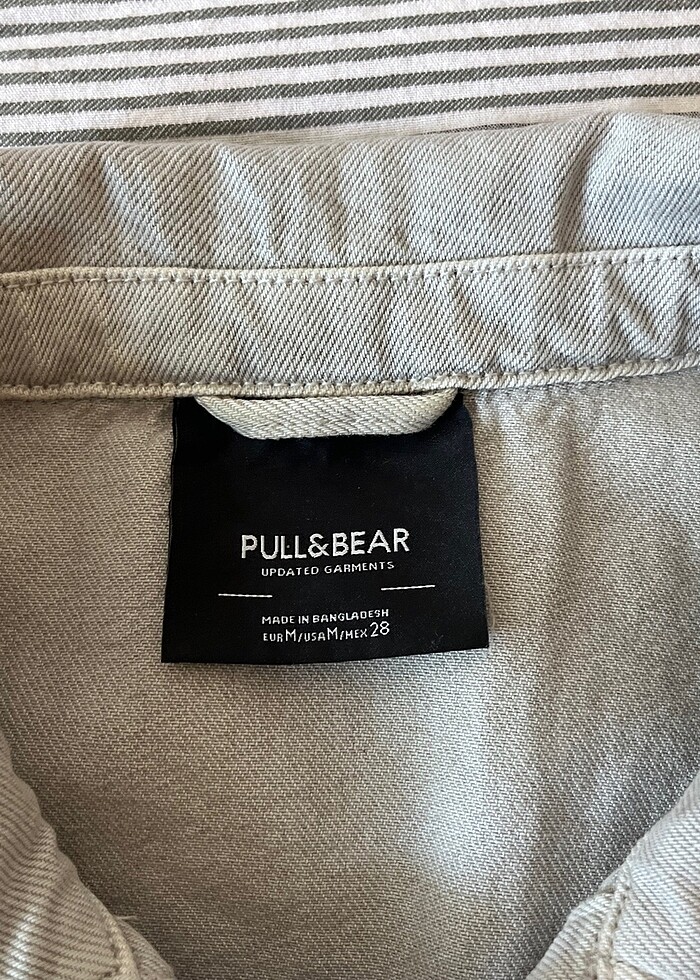 PULL&BEAR
UPDATED GARMENTS
MADE IN BANGLADESH
EUR M/USA M/MEX 28